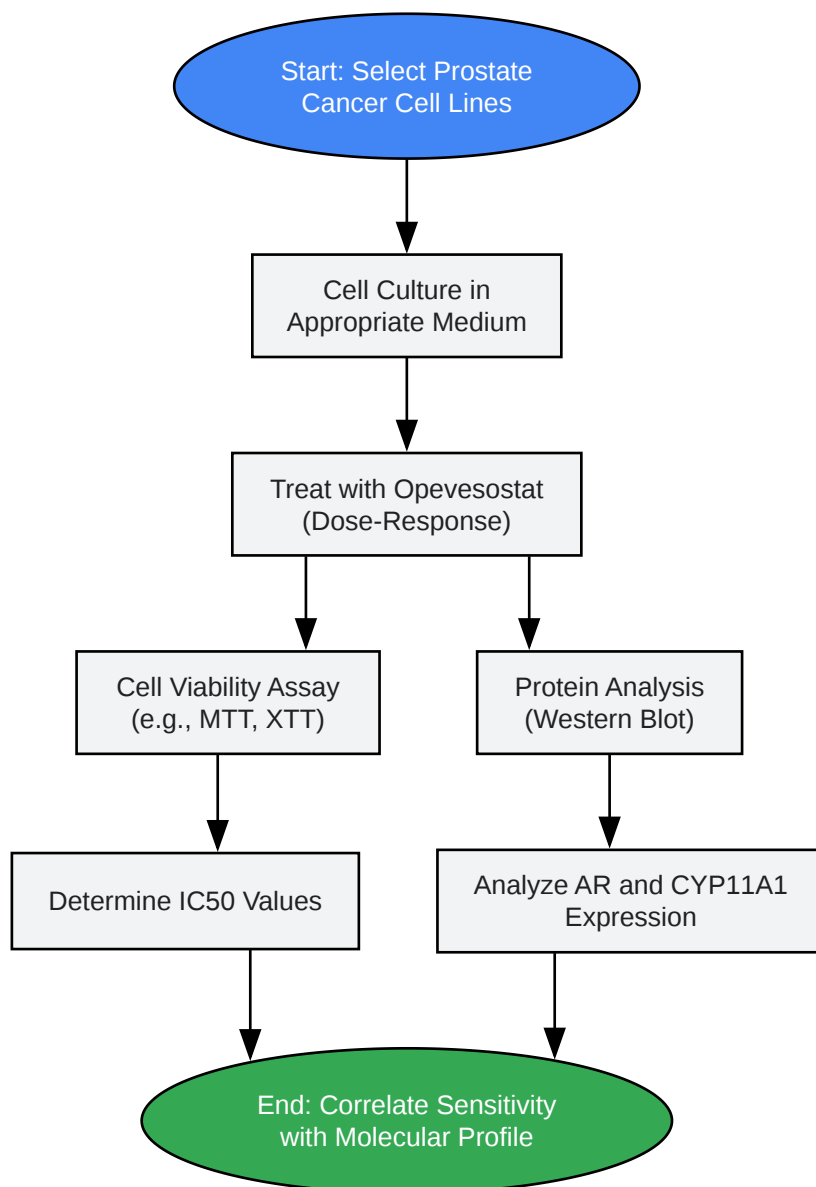 Start: Select Prostate
Cancer Cell Lines
Cell Culture in
Appropriate Medium
Treat with Opevesostat
(Dose-Response)
Cell Viability Assay
(e.g., MTT, XTT)
Protein Analysis
(Western Blot)
Determine IC50 Values
Analyze AR and CYP11A1
Expression
End: Correlate Sensitivity
with Molecular Profile